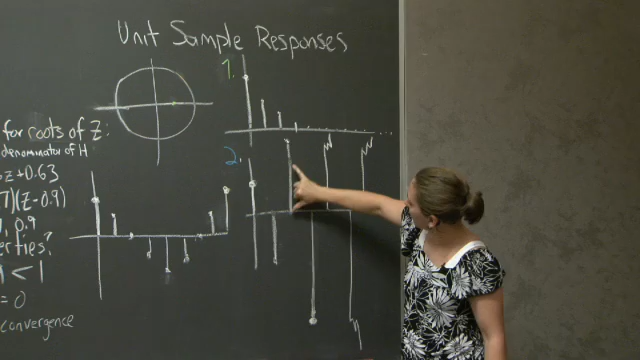 Unit Sample Responses
1.
2.
for roots of Z:
denominator of H
z+0.63
7)(z-0.9)
, 0.9
erties?
1 < 1
= 0
convergence